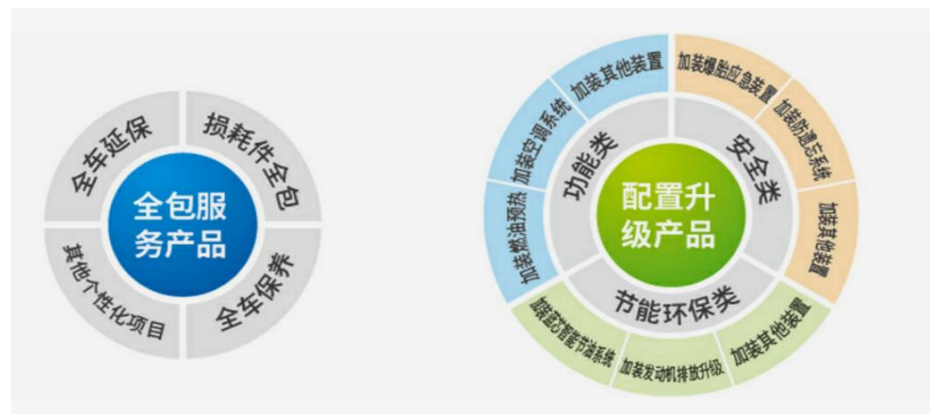 全车延保
损耗件全包
全包服
务产品
其他个性化项目
全车保养
加装其他装置
加装爆胎应急装置
加装空调系统
加装防遗忘系统
功能类
安全类
配置升
级产品
加装燃油预热
加装其他装置
节能环保类
加装蓝芯智能节油系统
加装发动机排放升级
加装其他装置